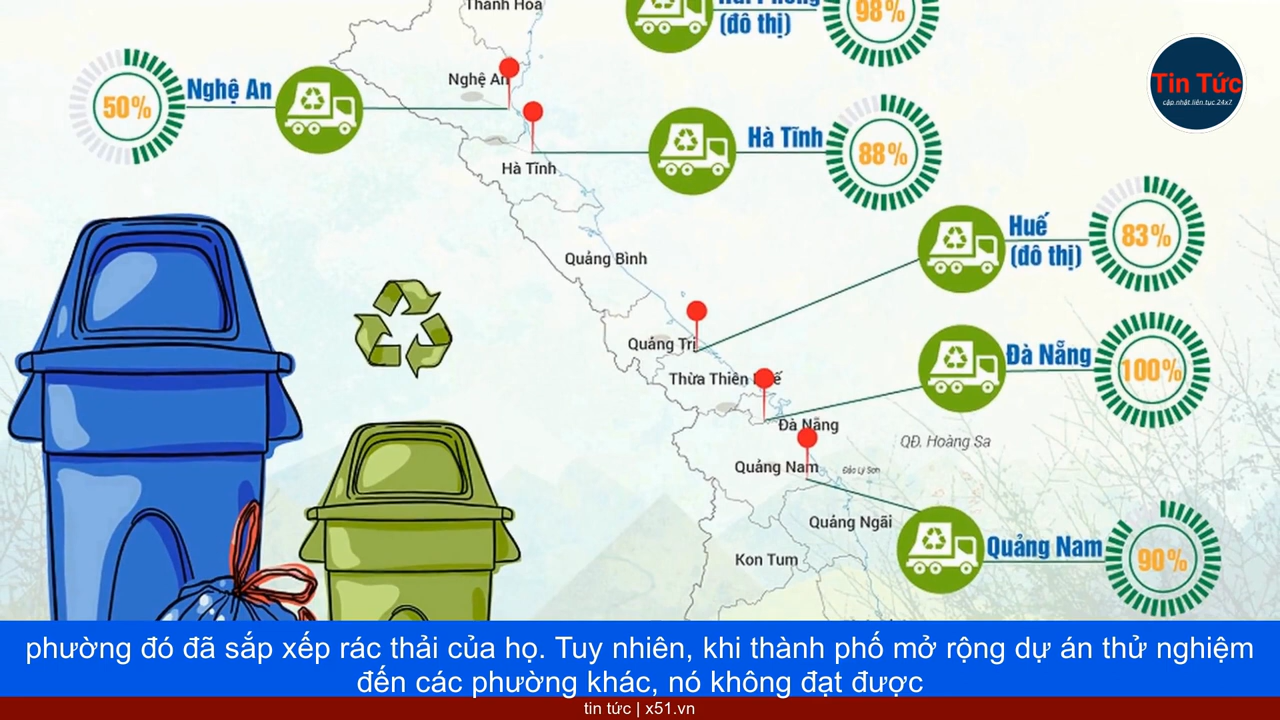 Thanh Hoá
Hải Phòng
(đô thị)
98%
Nghệ An
50%
Nghệ An
Tin Tức
cập.nhật.liên.tục.24x7
Hà Tĩnh
88%
Hà Tĩnh
Huế
(đô thị)
83%
Quảng Bình
Quảng Trị
Thừa Thiên Huế
Đà Nẵng
100%
Đà Nẵng
QĐ. Hoàng Sa
Quảng Nam
Đảo Lý Sơn
Quảng Ngãi
Quảng Nam
90%
Kon Tum
phường đó đã sắp xếp rác thải của họ. Tuy nhiên, khi thành phố mở rộng dự án thử nghiệm
đến các phường khác, nó không đạt được
tin tức | x51.vn